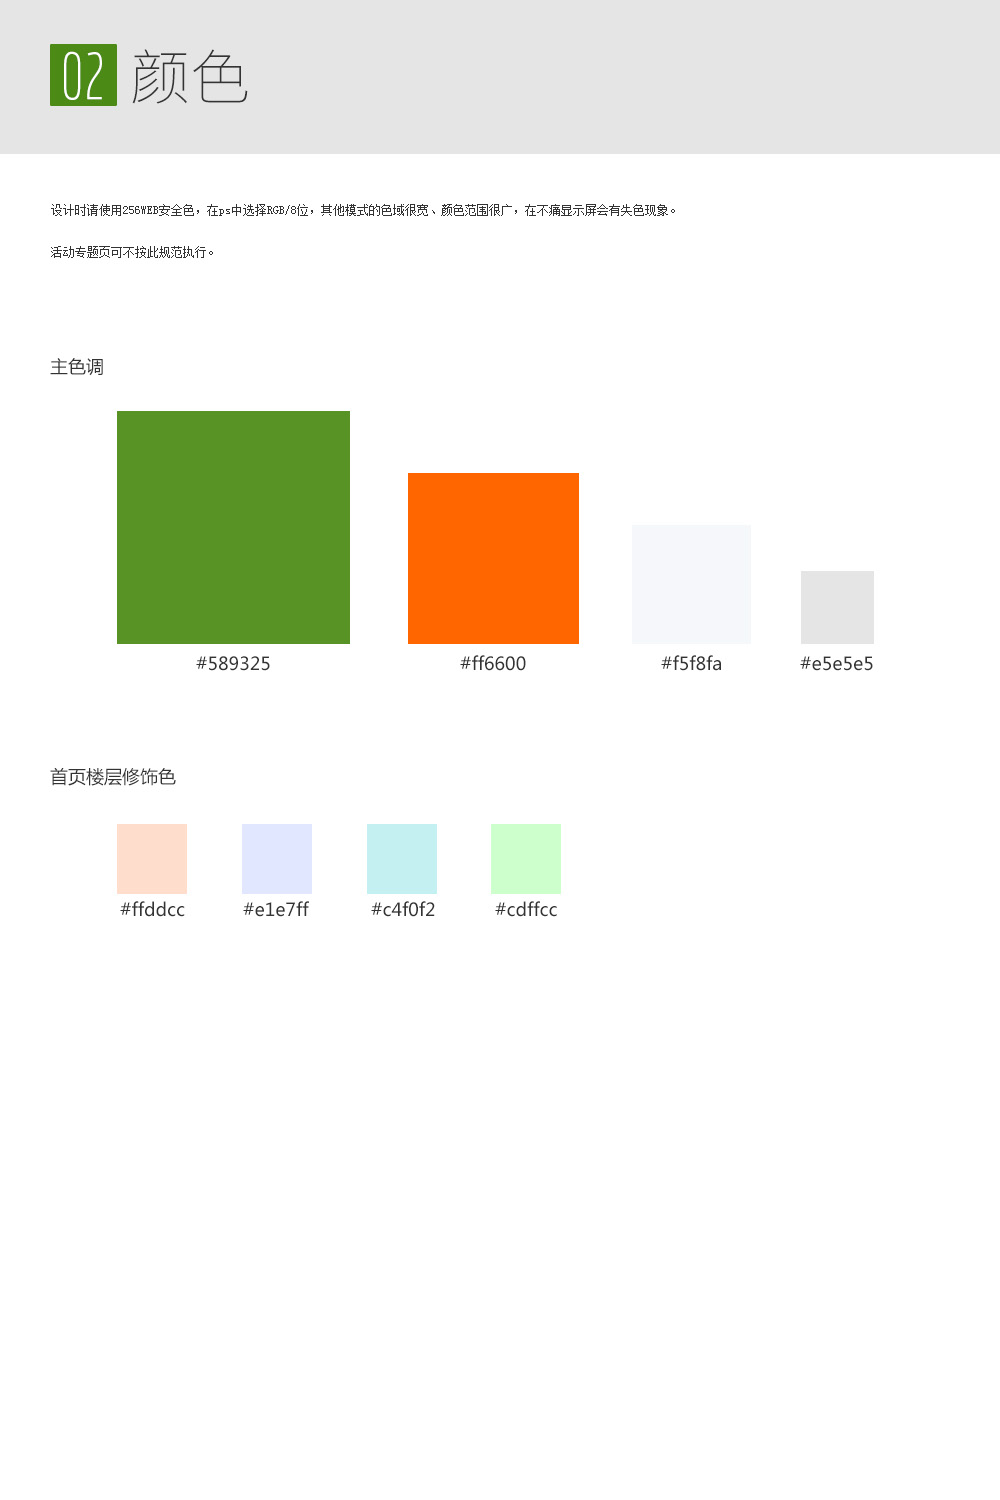 02 颜色
设计时请使用256WEB安全色，在ps中选择RGB/8位，其他模式的色域很宽、颜色范围很广，在不痛显示屏会有失色现象。
活动专题页可不按此规范执行。
主色调
#589325 #ff6600 #f5f8fa #e5e5e5
首页楼层修饰色
#ffddcc #e1e7ff #c4f0f2 #cdffcc